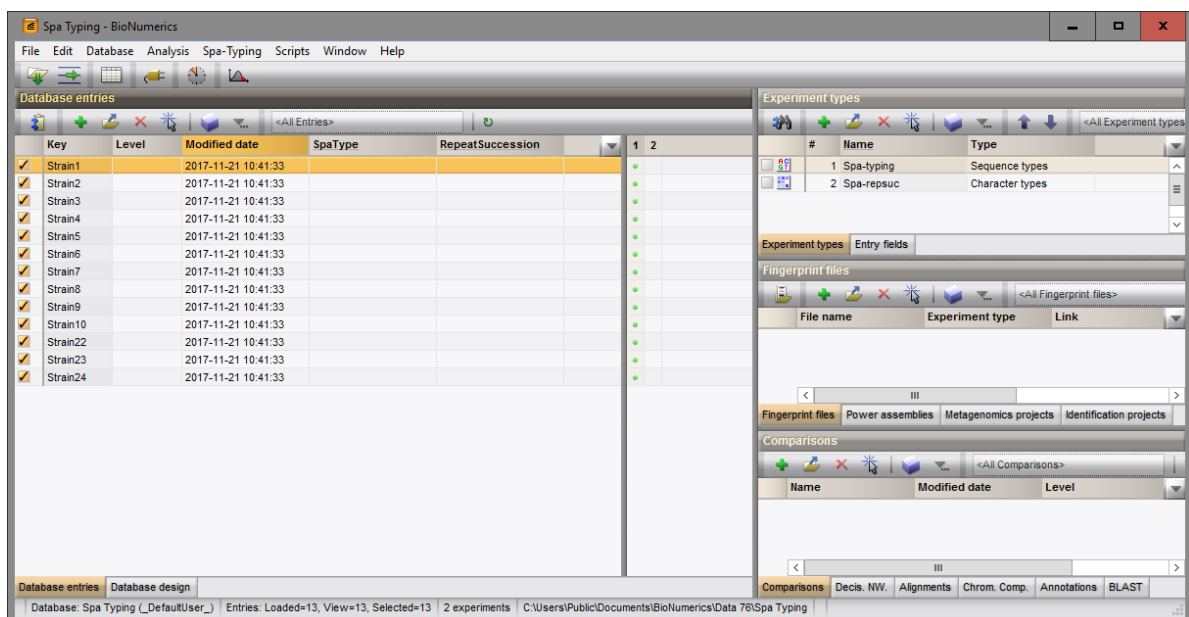 Spa Typing - BioNumerics
File Edit Database Analysis Spa-Typing Scripts Window Help
Database entries
<All Entries>
Key Level Modified date SpaType RepeatSuccession 1 2
Strain1 2017-11-21 10:41:33
Strain2 2017-11-21 10:41:33
Strain3 2017-11-21 10:41:33
Strain4 2017-11-21 10:41:33
Strain5 2017-11-21 10:41:33
Strain6 2017-11-21 10:41:33
Strain7 2017-11-21 10:41:33
Strain8 2017-11-21 10:41:33
Strain9 2017-11-21 10:41:33
Strain10 2017-11-21 10:41:33
Strain22 2017-11-21 10:41:33
Strain23 2017-11-21 10:41:33
Strain24 2017-11-21 10:41:33
Database entries Database design
Experiment types
<All Experiment types
# Name Type
1 Spa-typing Sequence types
2 Spa-repsuc Character types
Experiment types Entry fields
Fingerprint files
<All Fingerprint files>
File name Experiment type Link
Fingerprint files Power assemblies Metagenomics projects Identification projects
Comparisons
<All Comparisons>
Name Modified date Level
Comparisons Decis. NW. Alignments Chrom. Comp. Annotations BLAST
Database: Spa Typing (_DefaultUser_) Entries: Loaded=13, View=13, Selected=13 2 experiments C:\Users\Public\Documents\BioNumerics\Data 76\Spa Typing